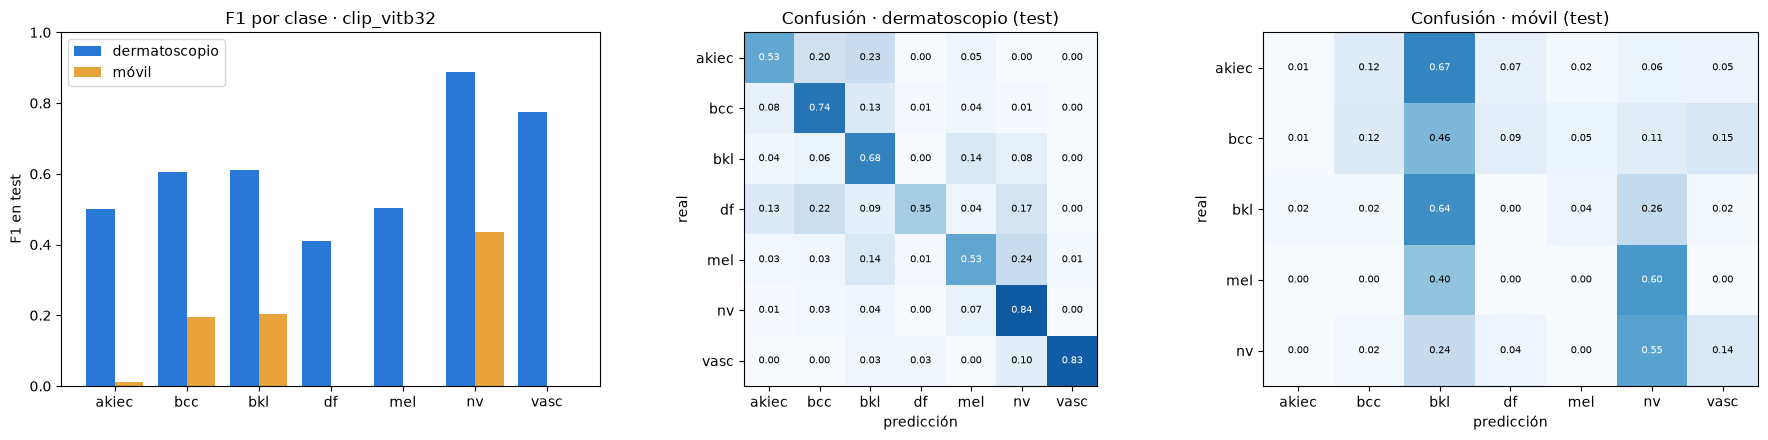 F1 por clase · clip_vitb32
dermatoscopio
móvil
F1 en test
1.0
0.8
0.6
0.4
0.2
0.0
akiec bcc bkl df mel nv vasc
Confusión · dermatoscopio (test)
real
akiec 0.53 0.20 0.23 0.00 0.05 0.00 0.00
bcc 0.08 0.74 0.13 0.01 0.04 0.01 0.00
bkl 0.04 0.06 0.68 0.00 0.14 0.08 0.00
df 0.13 0.22 0.09 0.35 0.04 0.17 0.00
mel 0.03 0.03 0.14 0.01 0.53 0.24 0.01
nv 0.01 0.03 0.04 0.00 0.07 0.84 0.00
vasc 0.00 0.00 0.03 0.03 0.00 0.10 0.83
akiec bcc bkl df mel nv vasc
predicción
Confusión · móvil (test)
real
akiec 0.01 0.12 0.67 0.07 0.02 0.06 0.05
bcc 0.01 0.12 0.46 0.09 0.05 0.11 0.15
bkl 0.02 0.02 0.64 0.00 0.04 0.26 0.02
mel 0.00 0.00 0.40 0.00 0.00 0.60 0.00
nv 0.00 0.02 0.24 0.04 0.00 0.55 0.14
akiec bcc bkl df mel nv vasc
predicción